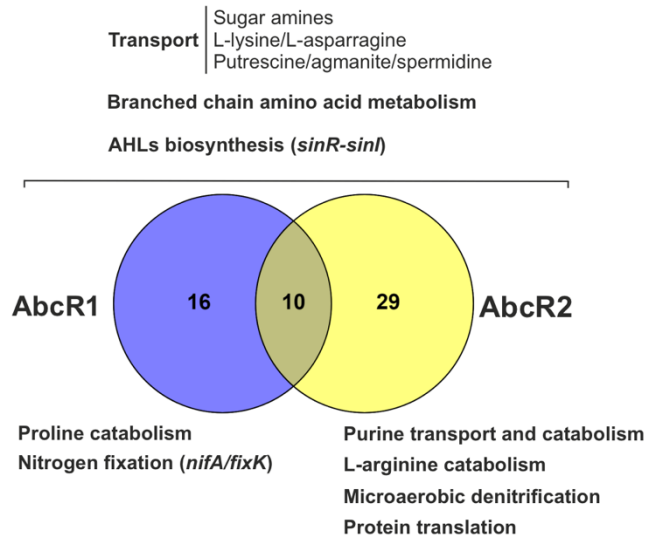 Transport
Sugar amines
L-lysine/L-asparragine
Putrescine/agmanite/spermidine
Branched chain amino acid metabolism
AHLs biosynthesis (sinR-sinI)
AbcR1
16
10
29
AbcR2
Proline catabolism
Nitrogen fixation (nifA/fixK)
Purine transport and catabolism
L-arginine catabolism
Microaerobic denitrification
Protein translation